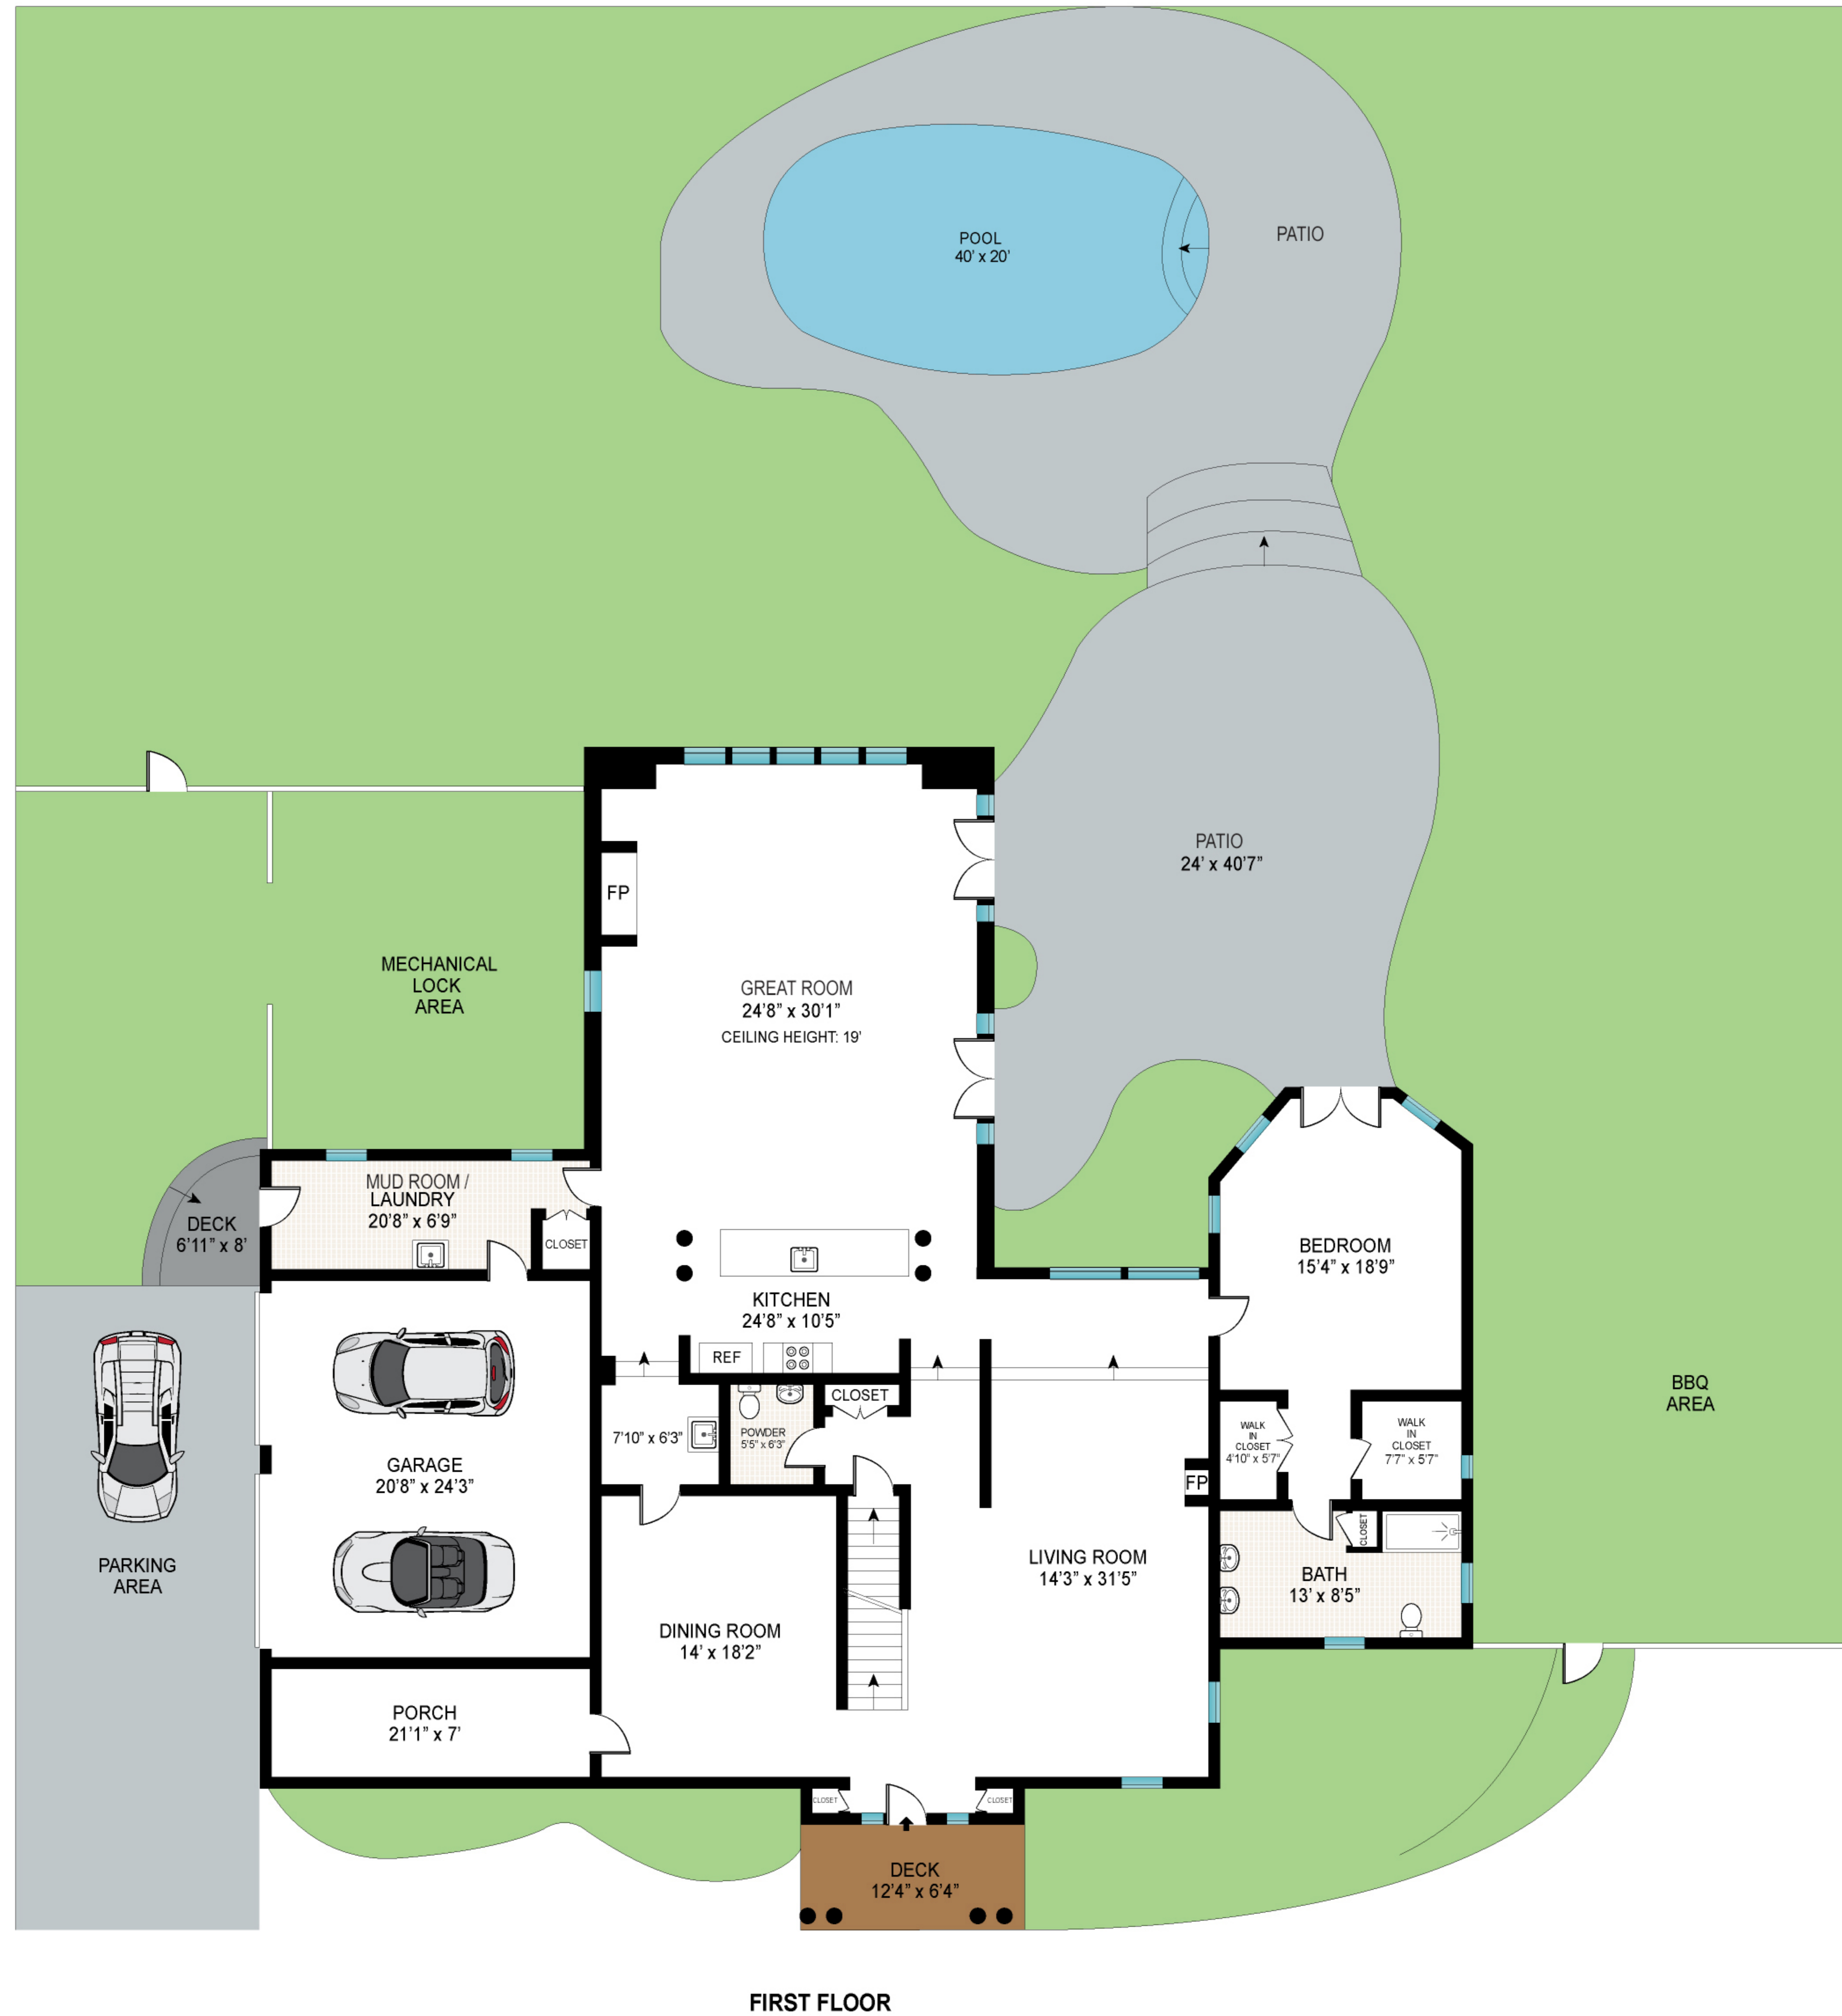 POOL
40' x 20'
PATIO
PATIO
24' x 40'7”
FP
MECHANICAL
LOCK
AREA
GREAT ROOM
24'8” x 30'1”
CEILING HEIGHT: 19'
MUD ROOM /
LAUNDRY
20'8” x 6'9”
CLOSET
DECK
6'11” x 8'
BEDROOM
15'4” x 18'9”
KITCHEN
24'8” x 10'5”
REF
CLOSET
7'10” x 6'3”
POWDER
5'5” x 6'3”
WALK
IN
CLOSET
4'10” x 5'7”
WALK
IN
CLOSET
7'7” x 5'7”
BBQ
AREA
GARAGE
20'8” x 24'3”
FP
CLOSET
PARKING
AREA
LIVING ROOM
14'3” x 31'5”
BATH
13' x 8'5”
DINING ROOM
14' x 18'2”
PORCH
21'1” x 7'
CLOSET
CLOSET
DECK
12'4” x 6'4”
FIRST FLOOR